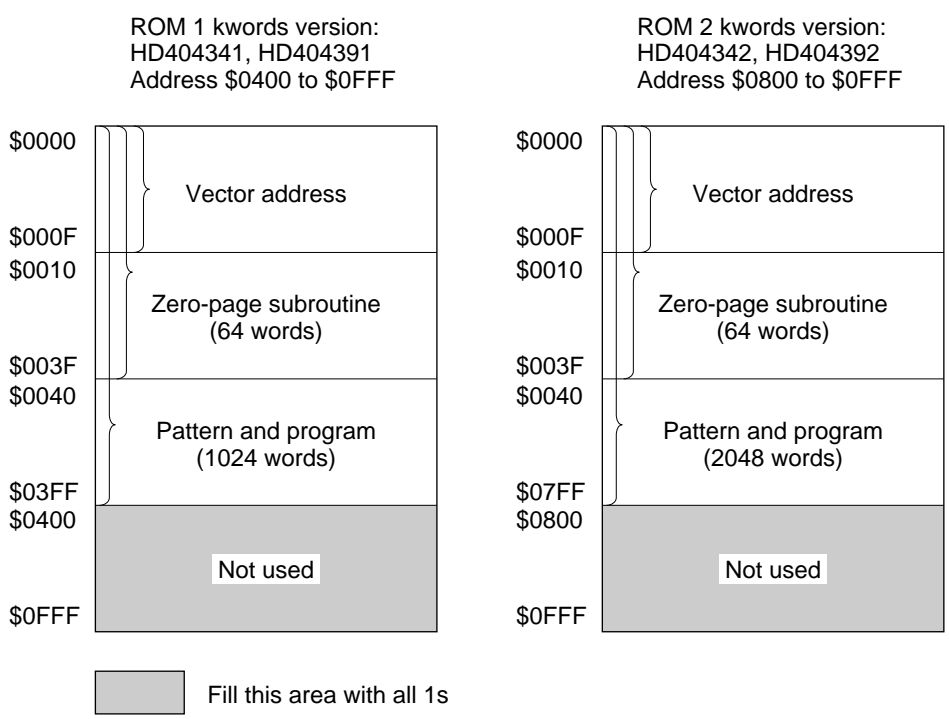 ROM 1 kwords version:
HD404341, HD404391
Address $0400 to $0FFF
$0000
Vector address
$000F
$0010
Zero-page subroutine
(64 words)
$003F
$0040
Pattern and program
(1024 words)
$03FF
$0400
Not used
$0FFF
ROM 2 kwords version:
HD404342, HD404392
Address $0800 to $0FFF
$0000
Vector address
$000F
$0010
Zero-page subroutine
(64 words)
$003F
$0040
Pattern and program
(2048 words)
$07FF
$0800
Not used
$0FFF
Fill this area with all 1s